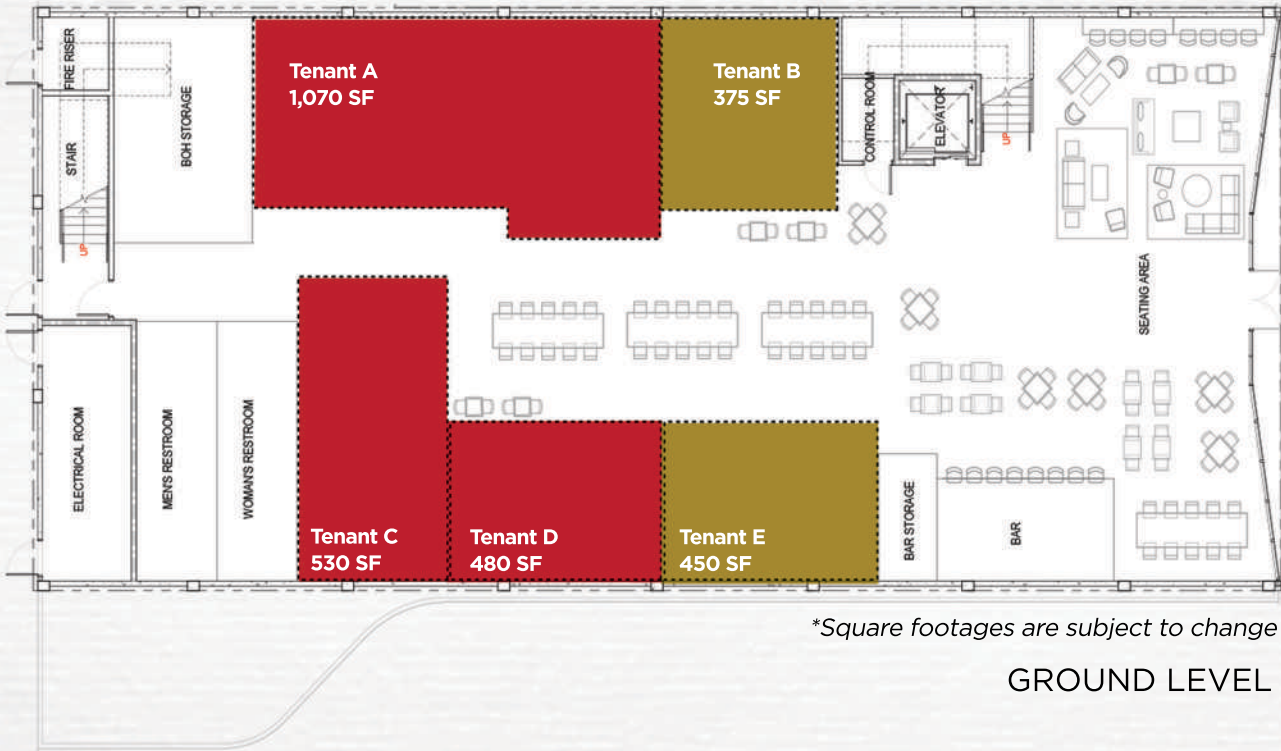 FIRE RISER
STAIR
UP
BOH STORAGE
Tenant A
1,070 SF
Tenant B
375 SF
CONTROL ROOM
ELEVATOR
UP
SEATING AREA
ELECTRICAL ROOM
MEN'S RESTROOM
WOMAN'S RESTROOM
Tenant C
530 SF
Tenant D
480 SF
Tenant E
450 SF
BAR STORAGE
BAR
*Square footages are subject to change
GROUND LEVEL